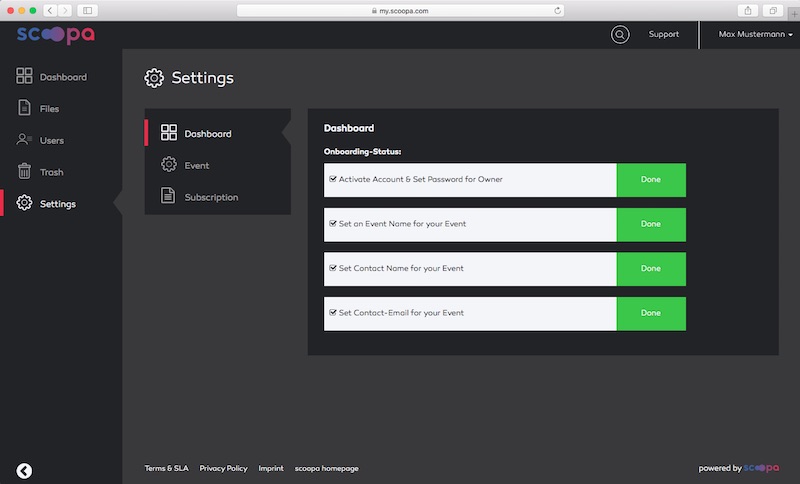 my.scoopa.com
scoopa
Support
Max Mustermann
Dashboard
Files
Users
Trash
Settings
Settings
Dashboard
Event
Subscription
Dashboard
Onboarding-Status:
Activate Account & Set Password for Owner
Done
Set an Event Name for your Event
Done
Set Contact Name for your Event
Done
Set Contact-Email for your Event
Done
Terms & SLA Privacy Policy Imprint scoopa homepage
powered by scoopa